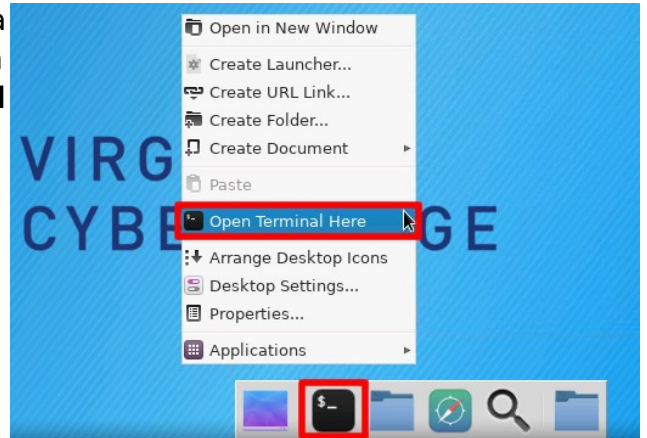 a
Open in New Window
Create Launcher...
Create URL Link...
Create Folder...
Create Document
VIRG
Paste
Open Terminal Here
CYBE
GE
Arrange Desktop Icons
Desktop Settings...
Properties...
Applications
$_